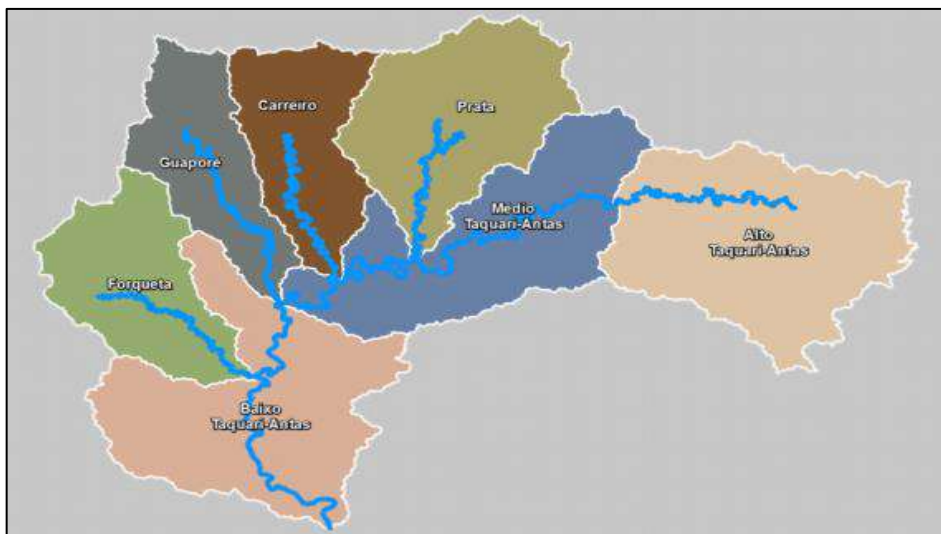 Carreiro
Prata
Guaporé
Médio
Taquari-Antas
Alto
Taquari-Antas
Forqueta
Baixo
Taquari-Antas